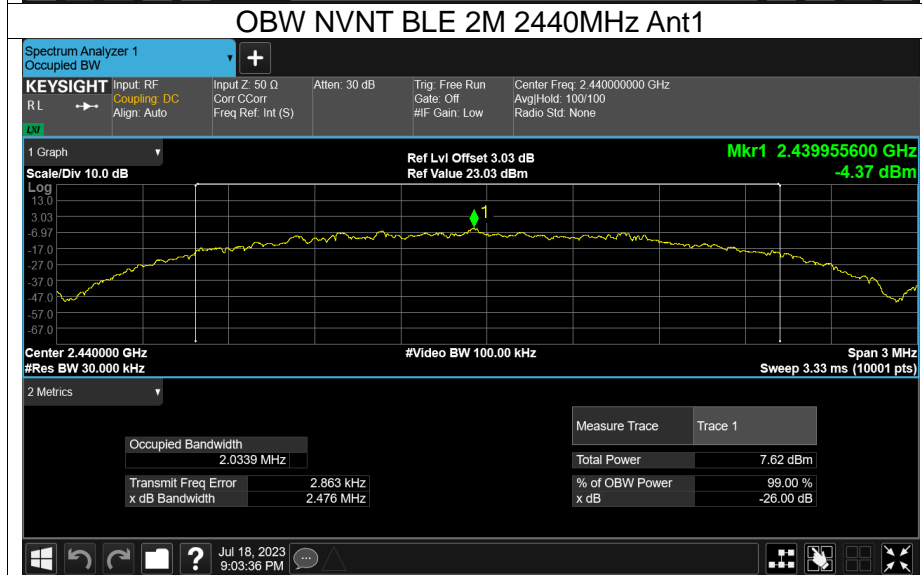 OBW NVNT BLE 2M 2440MHz Ant1
Spectrum Analyzer 1
Occupied BW
KEYSIGHT
R L
LXI
Input: RF
Coupling: DC
Align: Auto
Input Z: 50 Ω
Corr CCorr
Freq Ref: Int (S)
Atten: 30 dB
Trig: Free Run
Gate: Off
#IF Gain: Low
Center Freq: 2.440000000 GHz
Avg|Hold: 100/100
Radio Std: None
1 Graph
Scale/Div 10.0 dB
Ref Lvl Offset 3.03 dB
Ref Value 23.03 dBm
Mkr1 2.439955600 GHz
-4.37 dBm
Log
13.0
3.03
-6.97
-17.0
-27.0
-37.0
-47.0
-57.0
-67.0
1
Center 2.440000 GHz
#Res BW 30.000 kHz
#Video BW 100.00 kHz
Span 3 MHz
Sweep 3.33 ms (10001 pts)
2 Metrics
Measure Trace Trace 1
Occupied Bandwidth
2.0339 MHz
Total Power 7.62 dBm
Transmit Freq Error 2.863 kHz
% of OBW Power 99.00 %
x dB Bandwidth 2.476 MHz
x dB -26.00 dB
?
Jul 18, 2023
9:03:36 PM